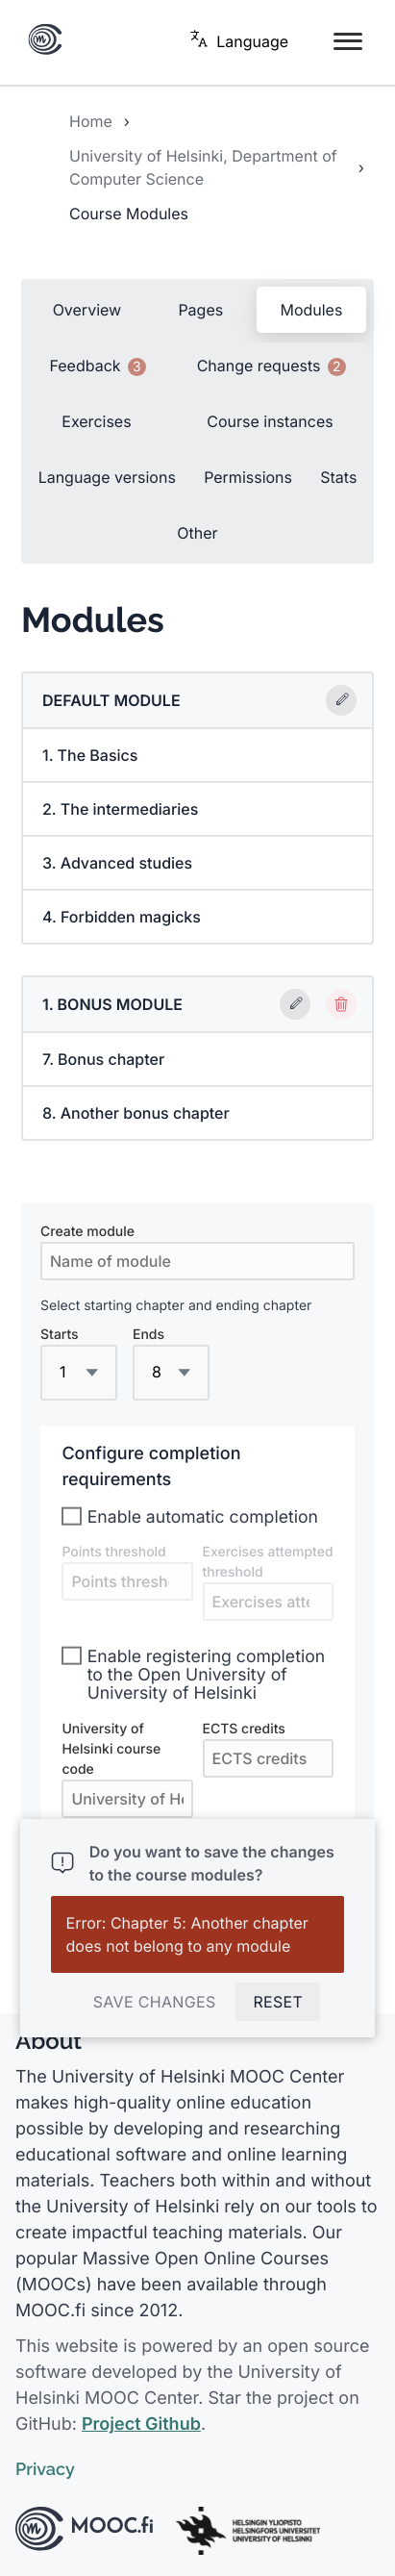 Language
Home ›
University of Helsinki, Department of ›
Computer Science
Course Modules
Overview Pages Modules
Feedback 3 Change requests 2
Exercises Course instances
Language versions Permissions Stats
Other
Modules
DEFAULT MODULE
1. The Basics
2. The intermediaries
3. Advanced studies
4. Forbidden magicks
1. BONUS MODULE
7. Bonus chapter
8. Another bonus chapter
Create module
Name of module
Select starting chapter and ending chapter
Starts Ends
1 8
Configure completion
requirements
Enable automatic completion
Points threshold Exercises attempted
threshold
Points thresh
Exercises atte
Enable registering completion
to the Open University of
University of Helsinki
University of ECTS credits
Helsinki course
code
ECTS credits
University of He
Do you want to save the changes
to the course modules?
Error: Chapter 5: Another chapter
does not belong to any module
SAVE CHANGES RESET
About
The University of Helsinki MOOC Center
makes high-quality online education
possible by developing and researching
educational software and online learning
materials. Teachers both within and without
the University of Helsinki rely on our tools to
create impactful teaching materials. Our
popular Massive Open Online Courses
(MOOCs) have been available through
MOOC.fi since 2012.
This website is powered by an open source
software developed by the University of
Helsinki MOOC Center. Star the project on
GitHub: Project Github.
Privacy
MOOC.fi
HELSINGIN YLIOPISTO
HELSINGFORS UNIVERSITET
UNIVERSITY OF HELSINKI